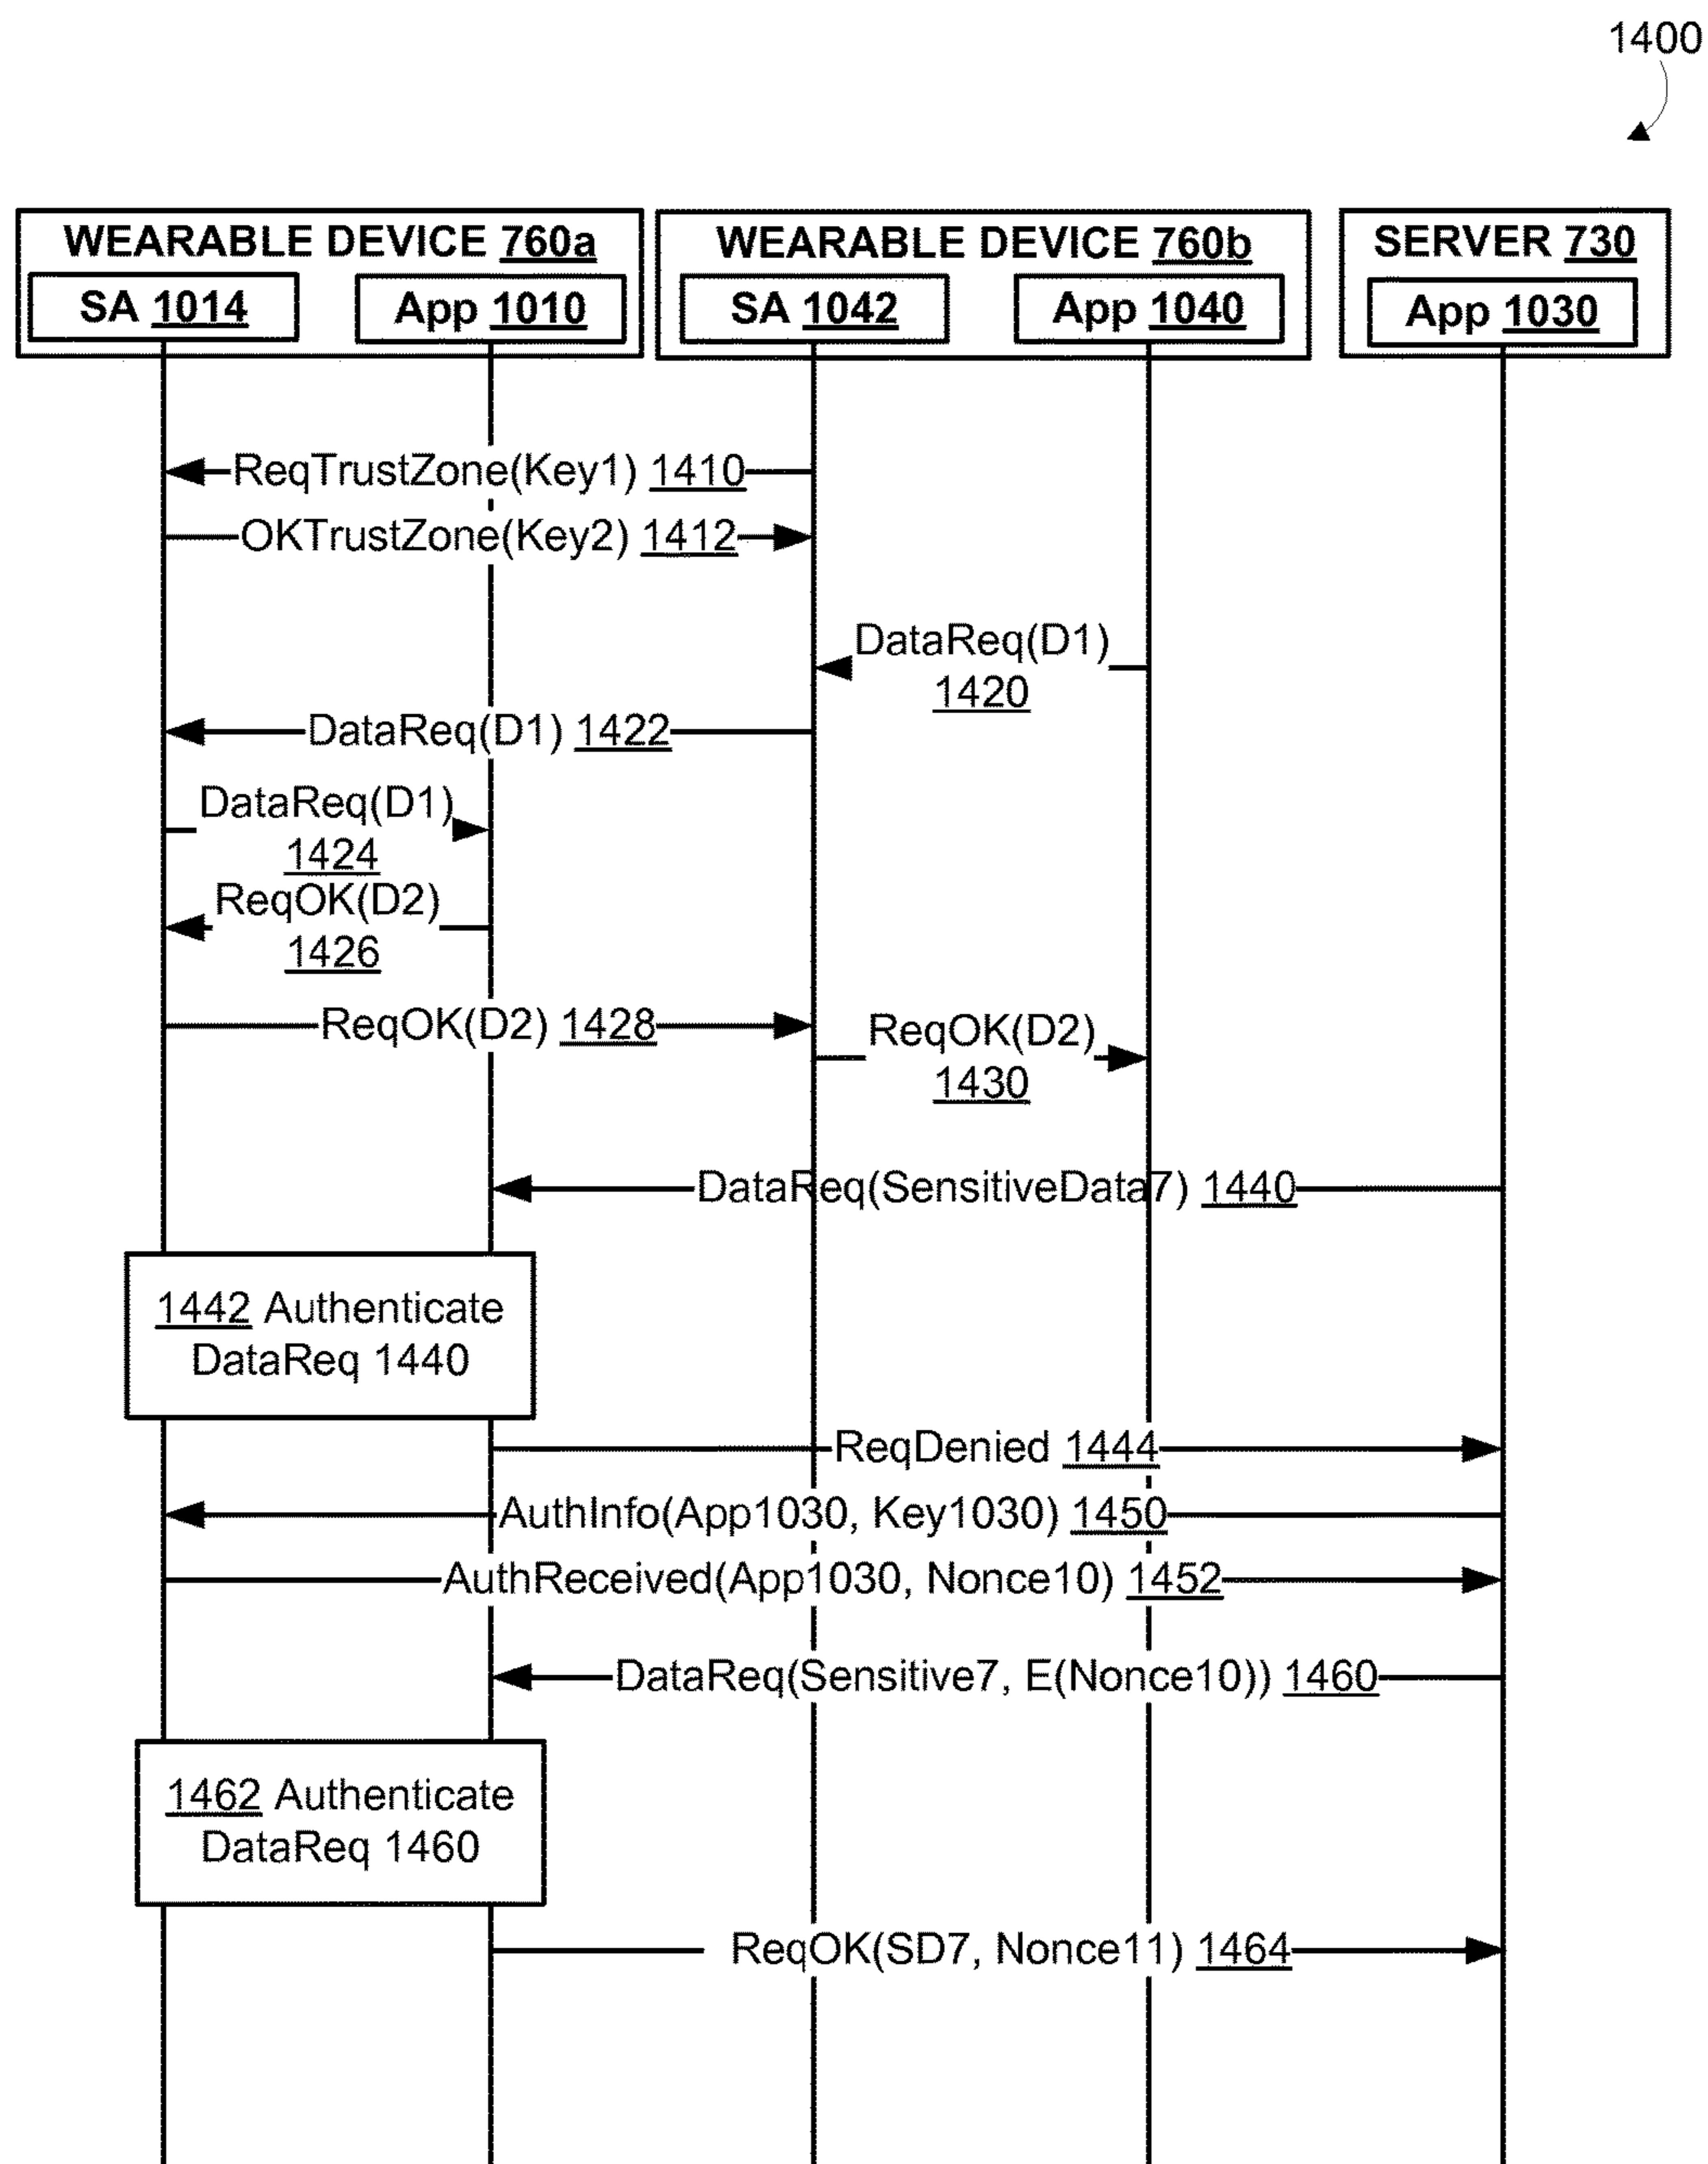 1400
WEARABLE DEVICE 760a
SA 1014
App 1010
WEARABLE DEVICE 760b
SA 1042
App 1040
SERVER 730
App 1030
ReqTrustZone(Key1) 1410
OKTrustZone(Key2) 1412
DataReq(D1)
1420
DataReq(D1) 1422
DataReq(D1)
1424
ReqOK(D2)
1426
ReqOK(D2) 1428
ReqOK(D2)
1430
DataReq(SensitiveData7) 1440
1442 Authenticate
DataReq 1440
ReqDenied 1444
AuthInfo(App1030, Key1030) 1450
AuthReceived(App1030, Nonce10) 1452
DataReq(Sensitive7, E(Nonce10)) 1460
1462 Authenticate
DataReq 1460
ReqOK(SD7, Nonce11) 1464